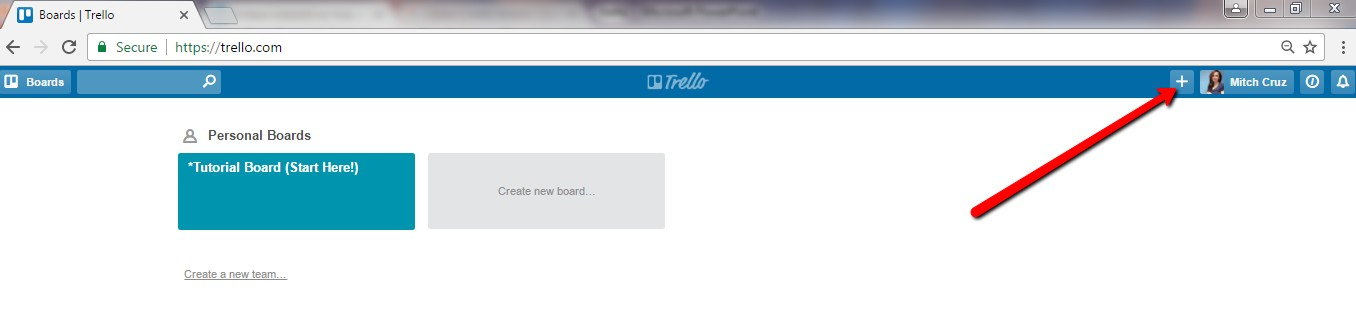 Boards | Trello
Secure https://trello.com
Boards
Trello
Mitch Cruz
Personal Boards
*Tutorial Board (Start Here!)
Create new board…
Create a new team…